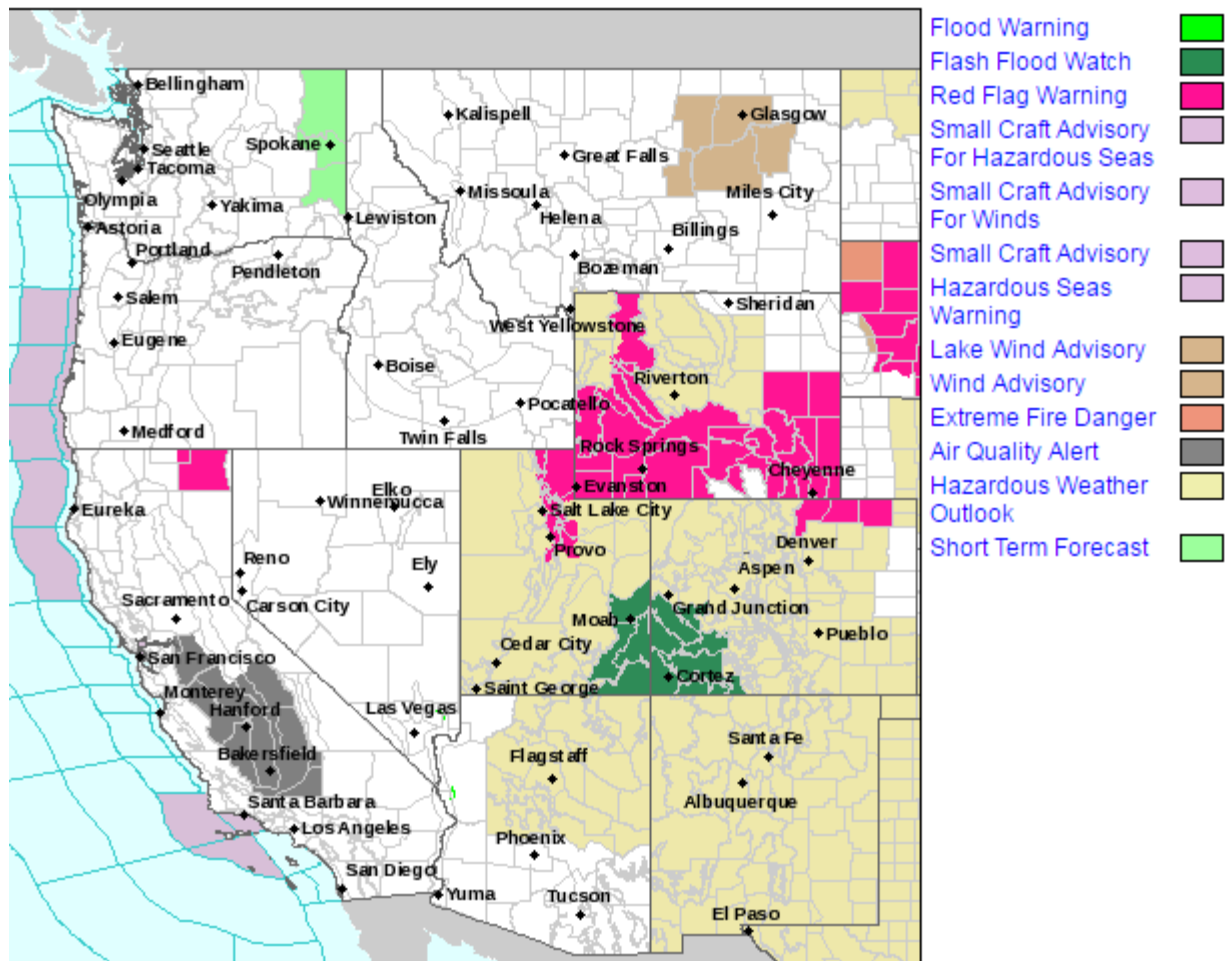 Bellingham
Seattle
Spokane
Tacoma
Olympia
Yakima
Lewiston
Astoria
Portland
Pendleton
Salem
Eugene
Medford
Kalispell
Glasgow
Great Falls
Missoula
Helena
Miles City
Billings
Bozeman
Sheridan
West Yellowstone
Boise
Riverton
Pocatello
Twin Falls
Rock Springs
Cheyenne
Evanston
Eureka
Elko
Winnemucca
Salt Lake City
Provo
Denver
Reno
Ely
Aspen
Carson City
Grand Junction
Sacramento
Moab
Pueblo
San Francisco
Cedar City
Cortez
Saint George
Monterey
Hanford
Las Vegas
Bakersfield
Flagstaff
Santa Fe
Albuquerque
Santa Barbara
Los Angeles
Phoenix
San Diego
Yuma
Tucson
El Paso
Flood Warning
Flash Flood Watch
Red Flag Warning
Small Craft Advisory
For Hazardous Seas
Small Craft Advisory
For Winds
Small Craft Advisory
Hazardous Seas
Warning
Lake Wind Advisory
Wind Advisory
Extreme Fire Danger
Air Quality Alert
Hazardous Weather
Outlook
Short Term Forecast